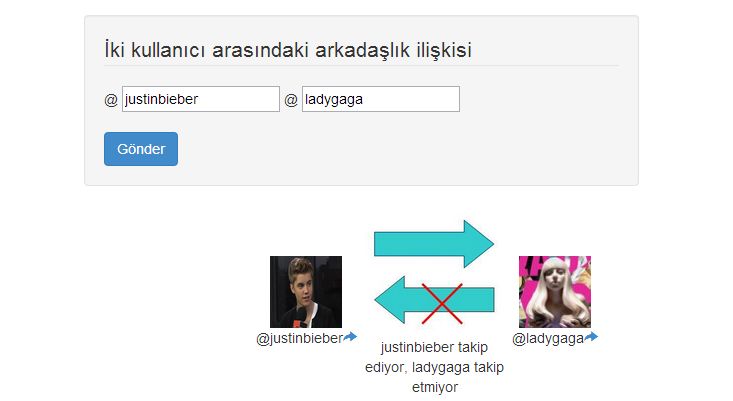 İki kullanıcı arasındaki arkadaşlık ilişkisi
@ justinbieber @ ladygaga
Gönder
@justinbieber
@ladygaga
justinbieber takip
ediyor, ladygaga takip
etmiyor